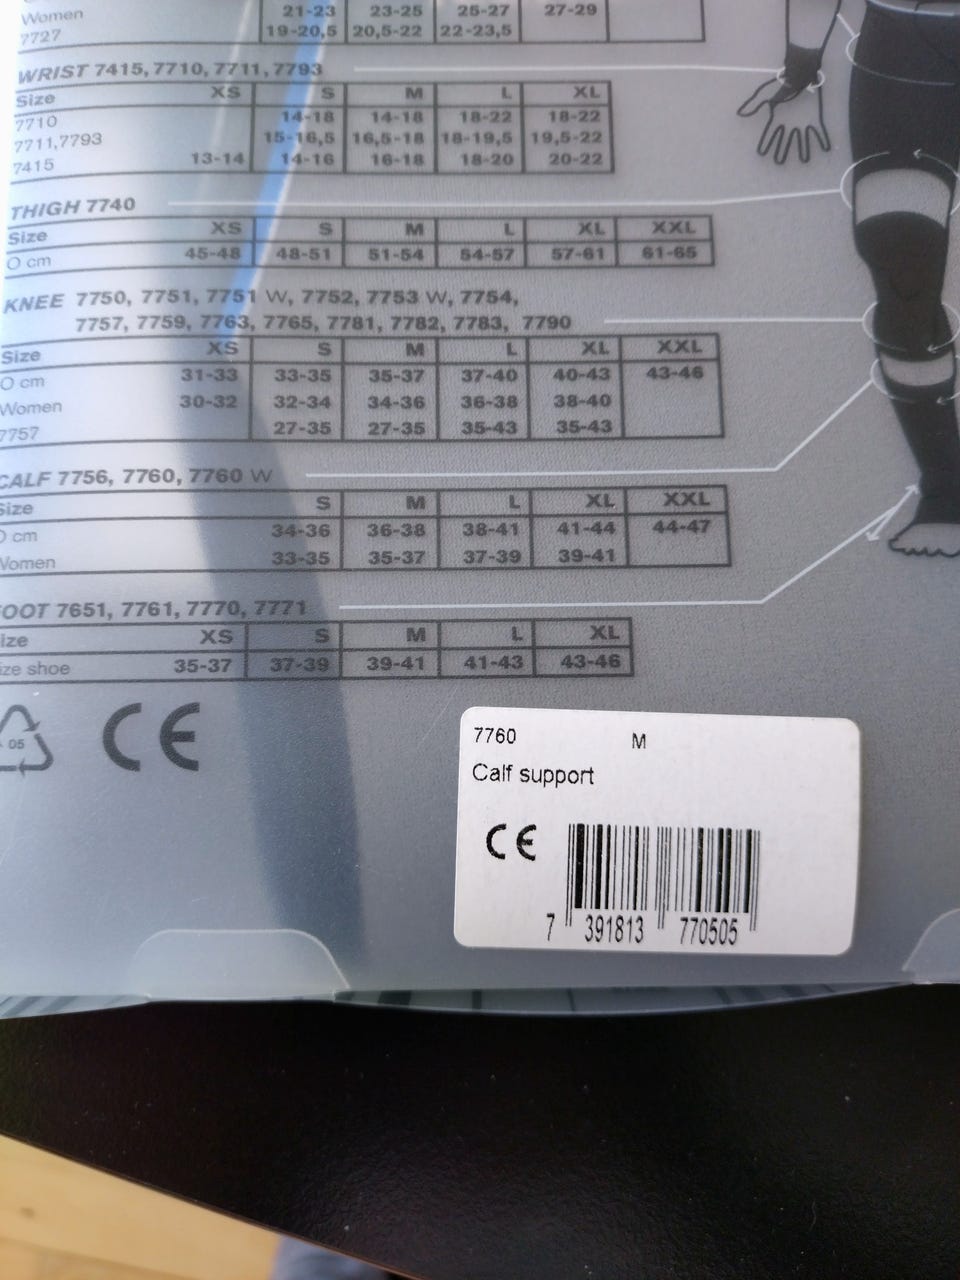 Women 21-23 23-25 25-27 27-29
7727 19-20,5 20,5-22 22-23,5
WRIST 7415, 7710, 7711, 7793
Size XS S M L XL
7710 14-18 14-18 18-22 18-22
7711,7793 15-16,5 16,5-18 18-19,5 19,5-22
7415 13-14 14-16 16-18 18-20 20-22
THIGH 7740
Size XS S M L XL XXL
O cm 45-48 48-51 51-54 54-57 57-61 61-65
KNEE 7750, 7751, 7751 W, 7752, 7753 W, 7754,
7757, 7759, 7763, 7765, 7781, 7782, 7783, 7790
Size XS S M L XL XXL
O cm 31-33 33-35 35-37 37-40 40-43 43-46
Women 30-32 32-34 34-36 36-38 38-40
7757 27-35 27-35 35-43 35-43
CALF 7756, 7760, 7760 W
Size S M L XL XXL
O cm 34-36 36-38 38-41 41-44 44-47
Women 33-35 35-37 37-39 39-41
FOOT 7651, 7761, 7770, 7771
Size XS S M L XL
Size shoe 35-37 37-39 39-41 41-43 43-46
05 CE
7760 M
Calf support
CE
7 391813 770505